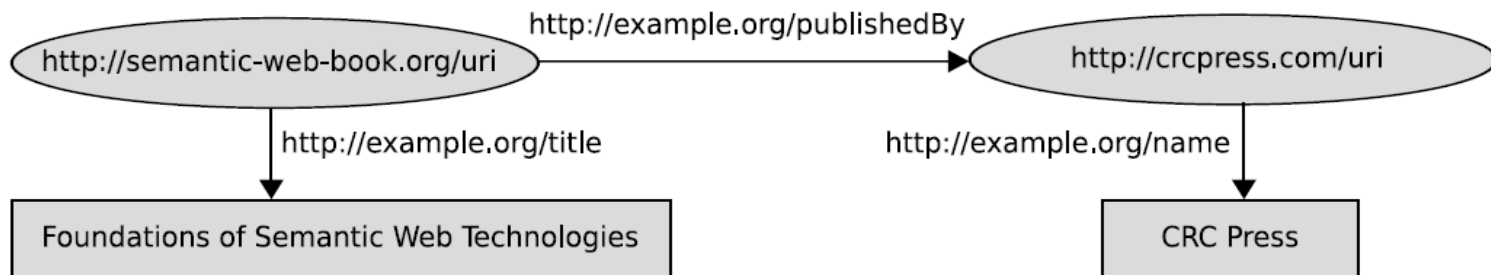 http://example.org/publishedBy
http://semantic-web-book.org/uri
http://crcpress.com/uri
http://example.org/title
http://example.org/name
Foundations of Semantic Web Technologies
CRC Press